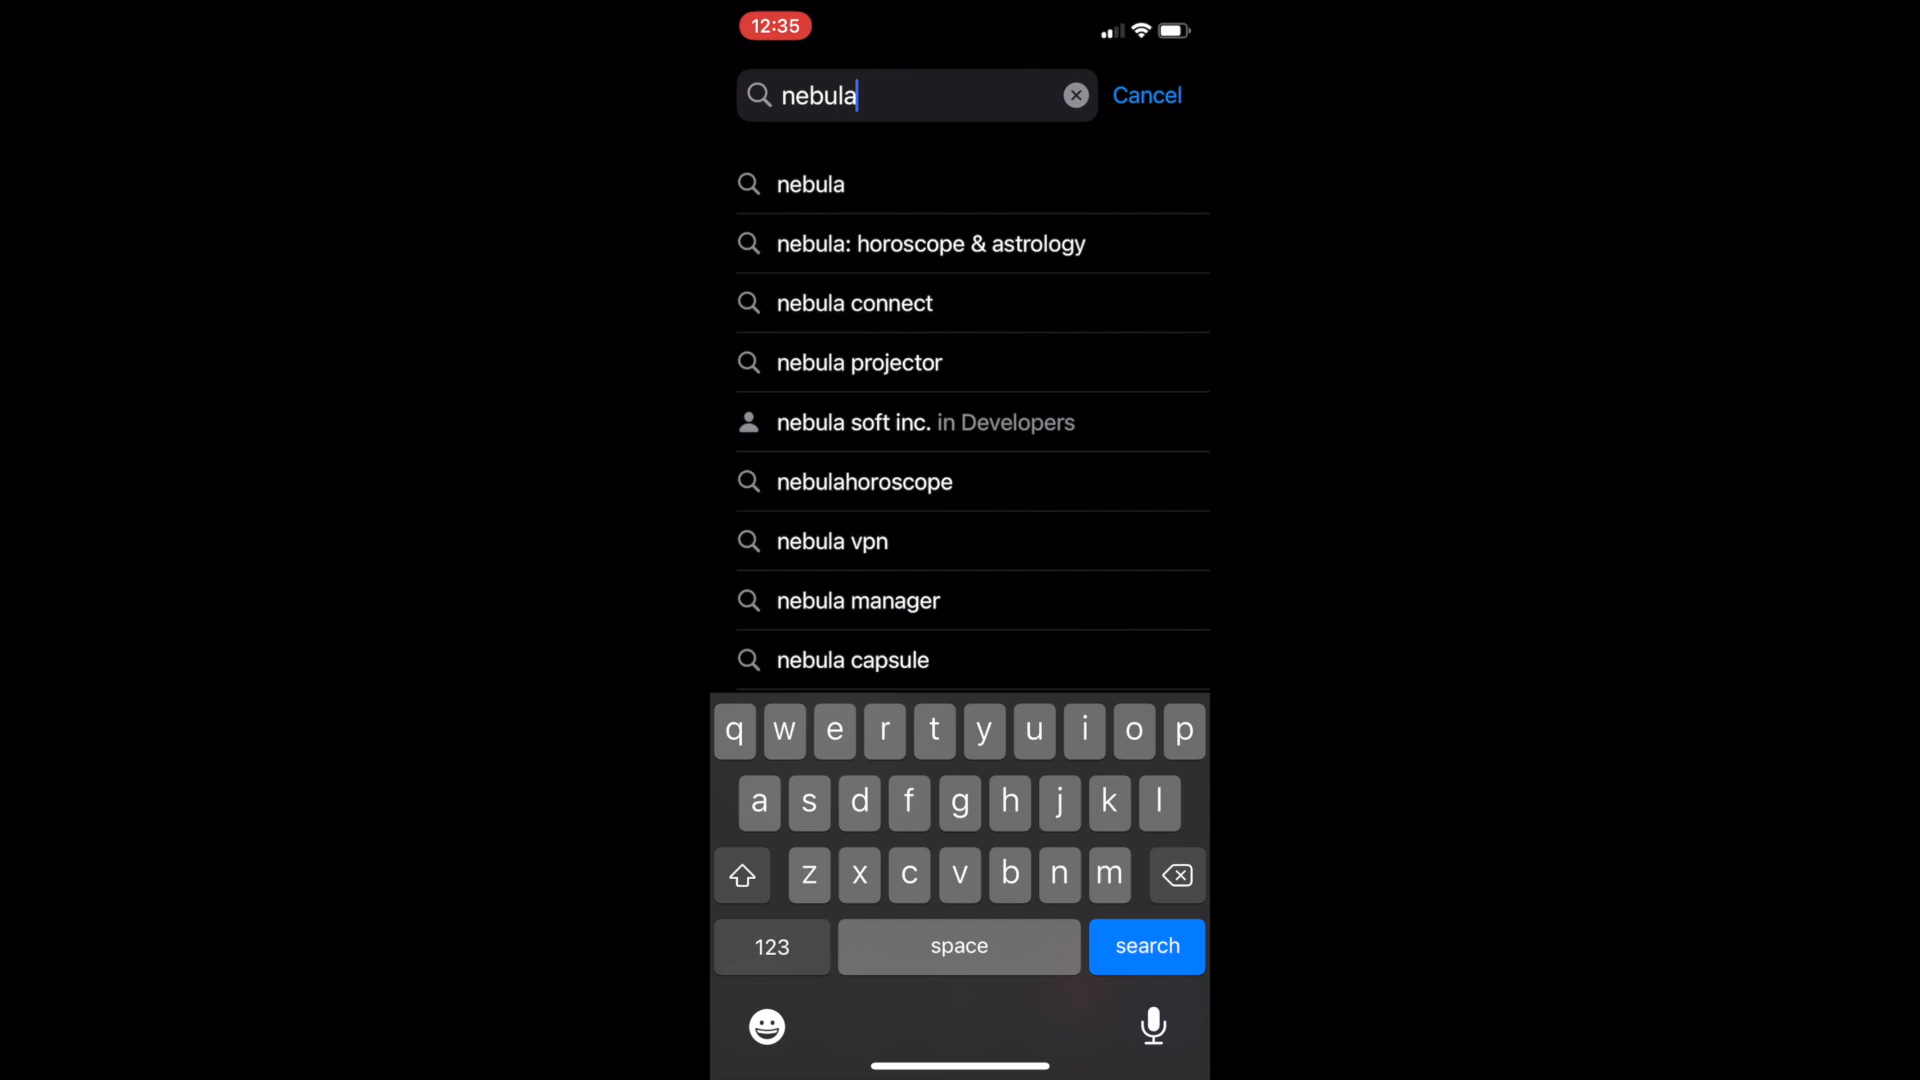 12:35
nebula
Cancel
nebula
nebula: horoscope & astrology
nebula connect
nebula projector
nebula soft inc. in Developers
nebulahoroscope
nebula vpn
nebula manager
nebula capsule
q w e r t y u i o p
a s d f g h j k l
z x c v b n m
123 space search